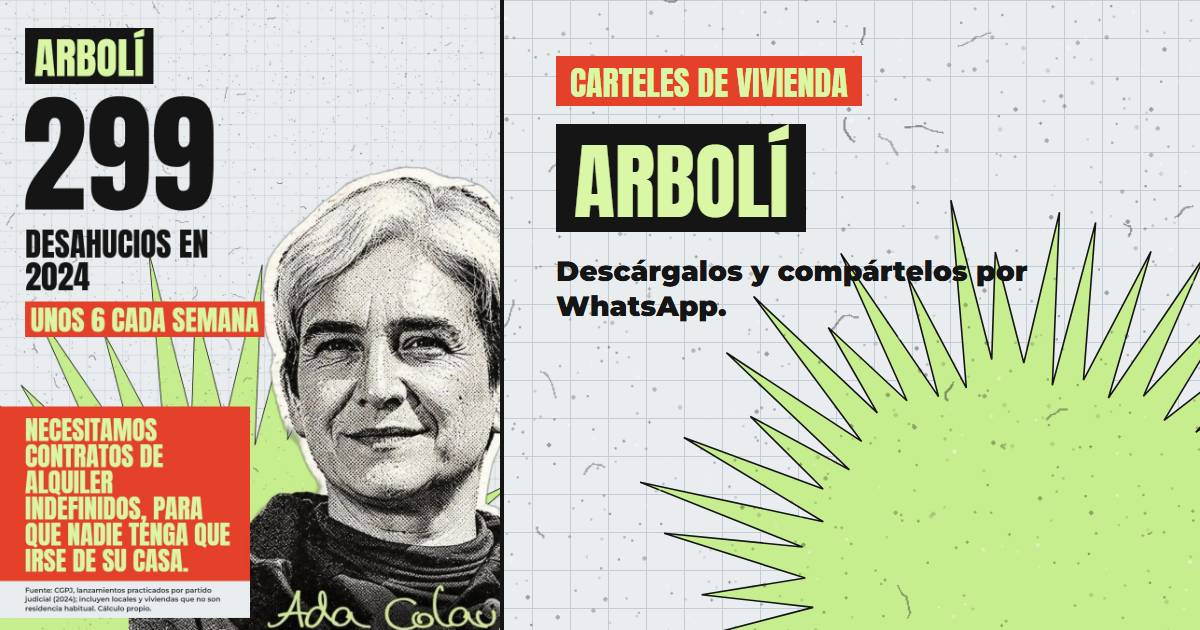 ARBOLÍ
299
DESAHUCIOS EN
2024
UNOS 6 CADA SEMANA
NECESITAMOS
CONTRATOS DE
ALQUILER
INDEFINIDOS, PARA
QUE NADIE TENGA QUE
IRSE DE SU CASA.
Fuente: CGPJ, lanzamientos practicados por partido
judicial (2024); incluyen locales y viviendas que no son
residencia habitual. Cálculo propio.
Ada Colau
CARTELES DE VIVIENDA
ARBOLÍ
Descárgalos y compártelos por
WhatsApp.